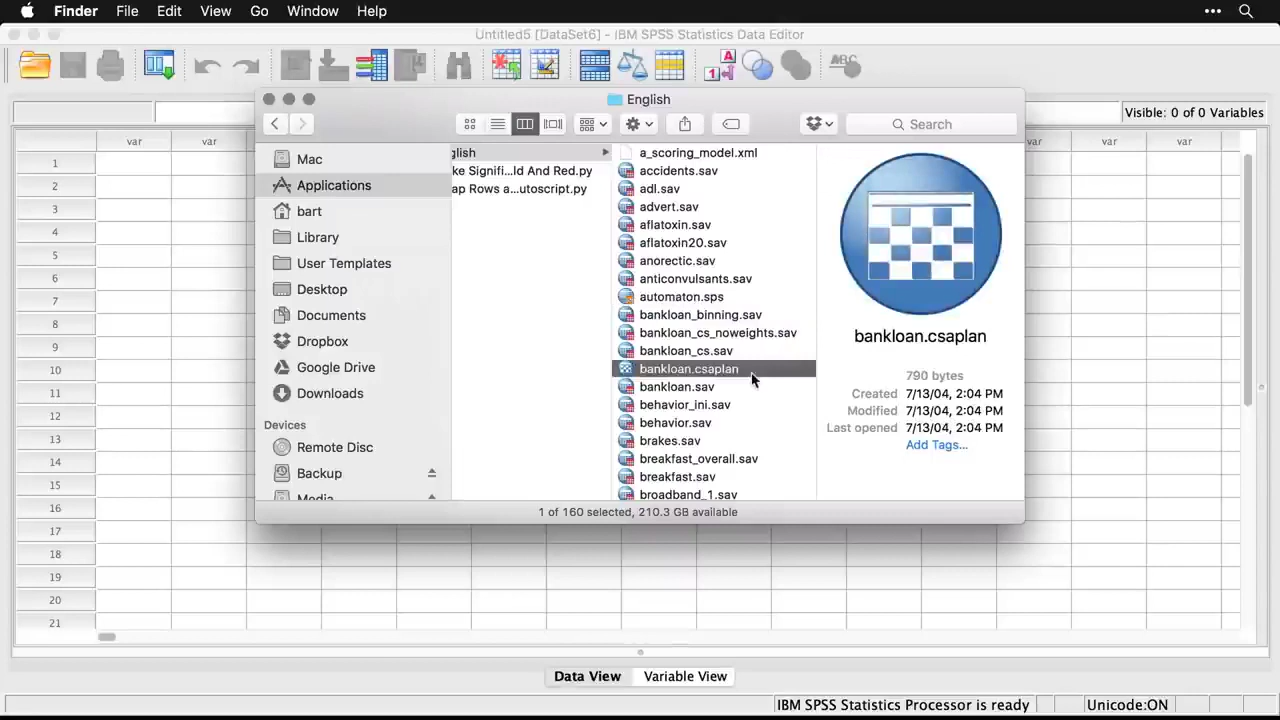 Finder File Edit View Go Window Help
Untitled5 [DataSet6] - IBM SPSS Statistics Data Editor
English
Visible: 0 of 0 Variables
Search
var var var var var
1
2
3
4
5
6
7
8
9
10
11
12
13
14
15
16
17
18
19
20
21
Mac
Applications
bart
Library
User Templates
Desktop
Documents
Dropbox
Google Drive
Downloads
Devices
Remote Disc
Backup
Media
glish
ke Signifi...ld And Red.py
ap Rows a...utoscript.py
a_scoring_model.xml
accidents.sav
adl.sav
advert.sav
aflatoxin.sav
aflatoxin20.sav
anorectic.sav
anticonvulsants.sav
automaton.sps
bankloan_binning.sav
bankloan_cs_noweights.sav
bankloan_cs.sav
bankloan.csaplan
bankloan.sav
behavior_ini.sav
behavior.sav
brakes.sav
breakfast_overall.sav
breakfast.sav
broadband_1.sav
bankloan.csaplan
790 bytes
Created 7/13/04, 2:04 PM
Modified 7/13/04, 2:04 PM
Last opened 7/13/04, 2:04 PM
Add Tags...
1 of 160 selected, 210.3 GB available
Data View Variable View
IBM SPSS Statistics Processor is ready Unicode:ON